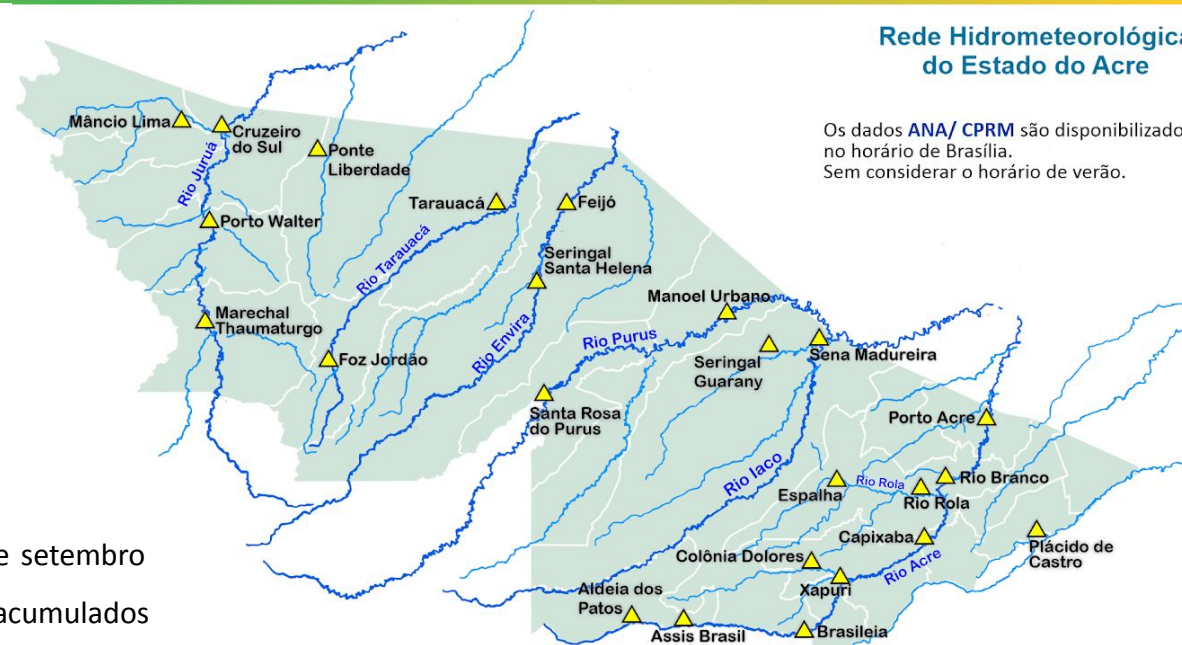 Rede Hidrometeorológica
do Estado do Acre
Os dados ANA/ CPRM são disponibilizado
no horário de Brasília.
Sem considerar o horário de verão.
Mâncio Lima
Cruzeiro
do Sul
Ponte
Liberdade
Rio Juruá
Porto Walter
Tarauacá
Feijó
Rio Tarauacá
Seringal
Santa Helena
Marechal
Thaumaturgo
Foz Jordão
Rio Envira
Manoel Urbano
Rio Purus
Seringal
Guarany
Sena Madureira
Santa Rosa
do Purus
Porto Acre
Rio Iaco
Espalha
Rio Rola
Rio Rola
Rio Branco
Capixaba
Plácido de
Castro
Colônia Dolores
Rio Acre
Xapuri
Aldeia dos
Patos
Assis Brasil
Brasileia
e setembro
acumulados